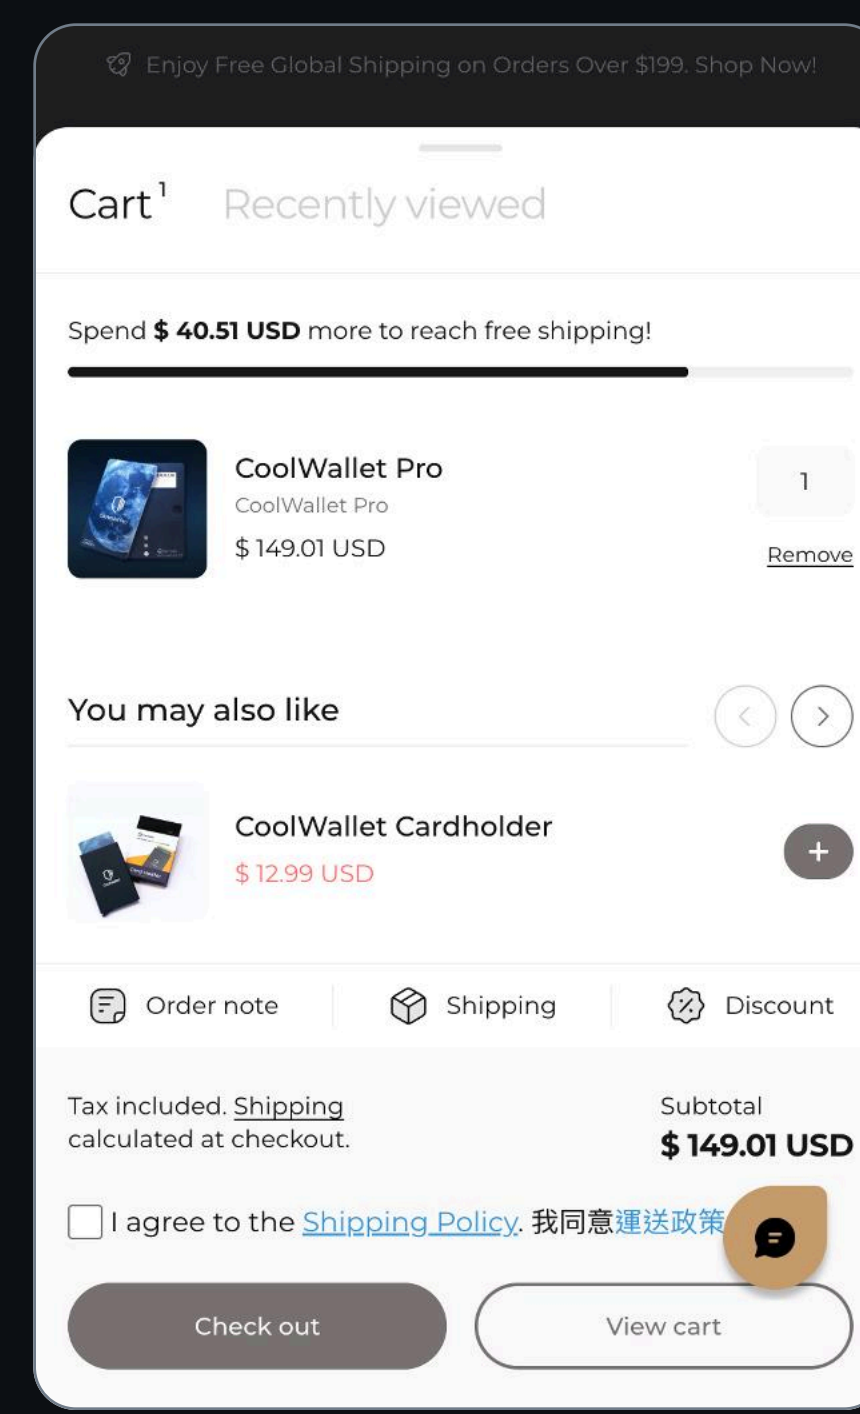 Enjoy Free Global Shipping on Orders Over $199. Shop Now!
Cart 1 Recently viewed
Spend $ 40.51 USD more to reach free shipping!
CoolWallet Pro
CoolWallet Pro
$ 149.01 USD
1
Remove
You may also like
CoolWallet Cardholder
$ 12.99 USD
Order note
Shipping
Discount
Tax included. Shipping
calculated at checkout.
Subtotal
$ 149.01 USD
I agree to the Shipping Policy. 我同意運送政策
Check out
View cart